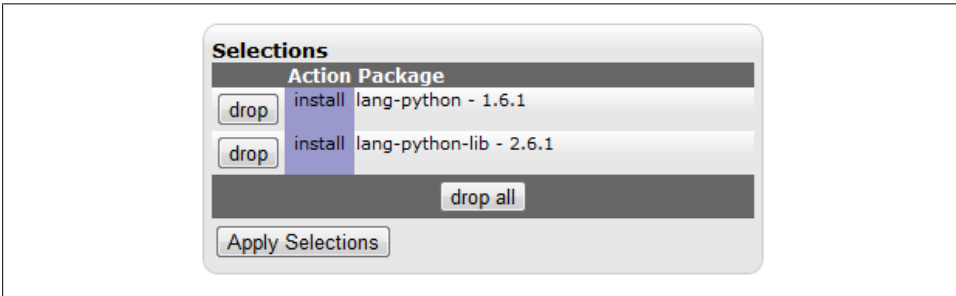 Selections
Action Package
drop install lang-python - 1.6.1
drop install lang-python-lib - 2.6.1
drop all
Apply Selections